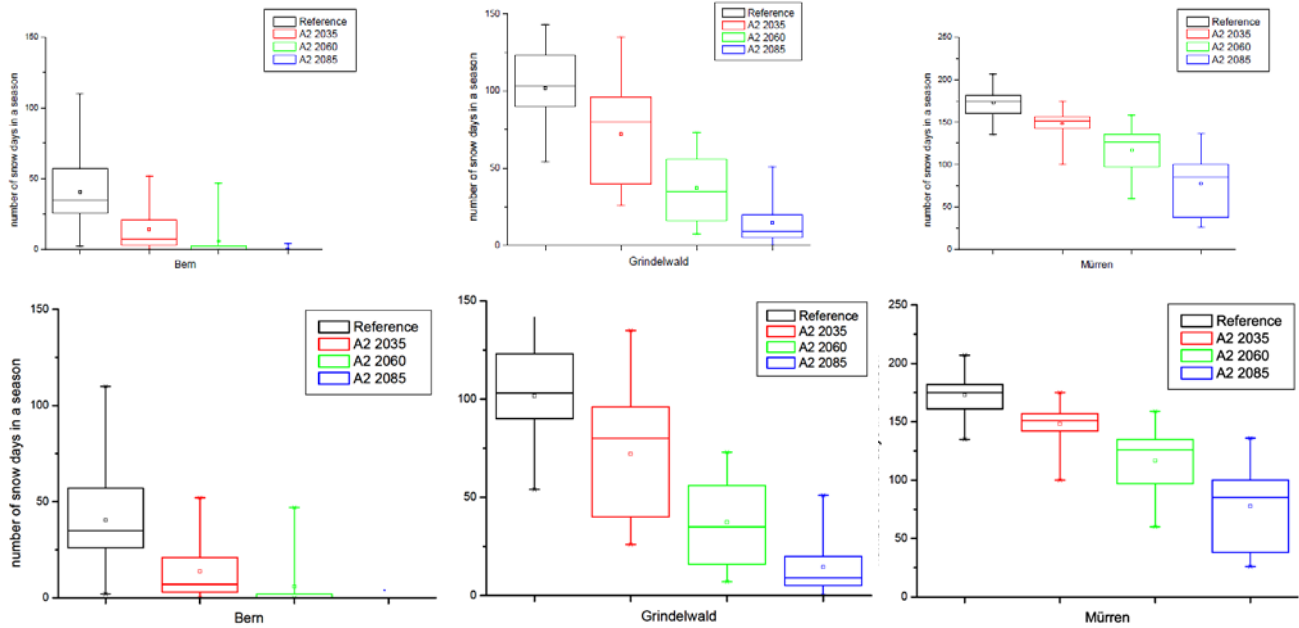 Reference
A2 2035
A2 2060
A2 2085
150
100
50
0
number of snow days in a season
Bern
Reference
A2 2035
A2 2060
A2 2085
150
100
50
0
number of snow days in a season
Grindelwald
Reference
A2 2035
A2 2060
A2 2085
250
200
150
100
50
0
number of snow days in a season
Mürren
Reference
A2 2035
A2 2060
A2 2085
150
100
50
0
number of snow days in a season
Bern
Reference
A2 2035
A2 2060
A2 2085
150
100
50
0
Grindelwald
Reference
A2 2035
A2 2060
A2 2085
250
200
150
100
50
0
Mürren